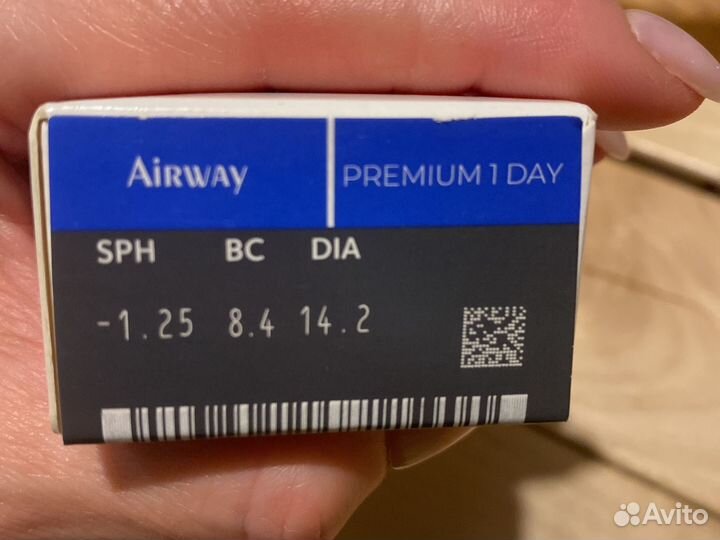 AIRWAY
PREMIUM 1 DAY
SPH BC DIA
-1.25 8.4 14.2
Avito